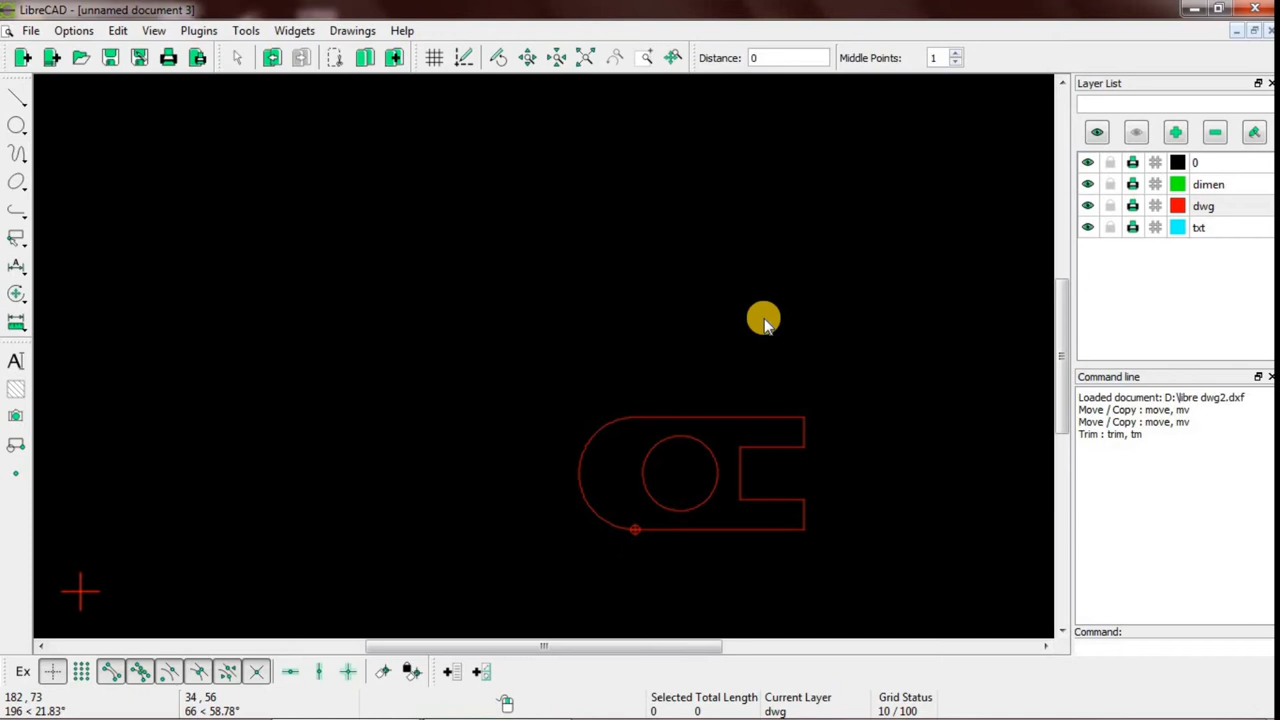 LibreCAD - [unnamed document 3]
File Options Edit View Plugins Tools Widgets Drawings Help
Distance: 0 Middle Points: 1
Layer List
0
dimen
dwg
txt
Command line
Loaded document: D:\libre dwg2.dxf
Move / Copy : move, mv
Move / Copy : move, mv
Trim : trim, tm
Command:
Ex
182 , 73 34 , 56 Selected Total Length Current Layer Grid Status
196 < 21.83° 66 < 58.78° 0 0 dwg 10 / 100